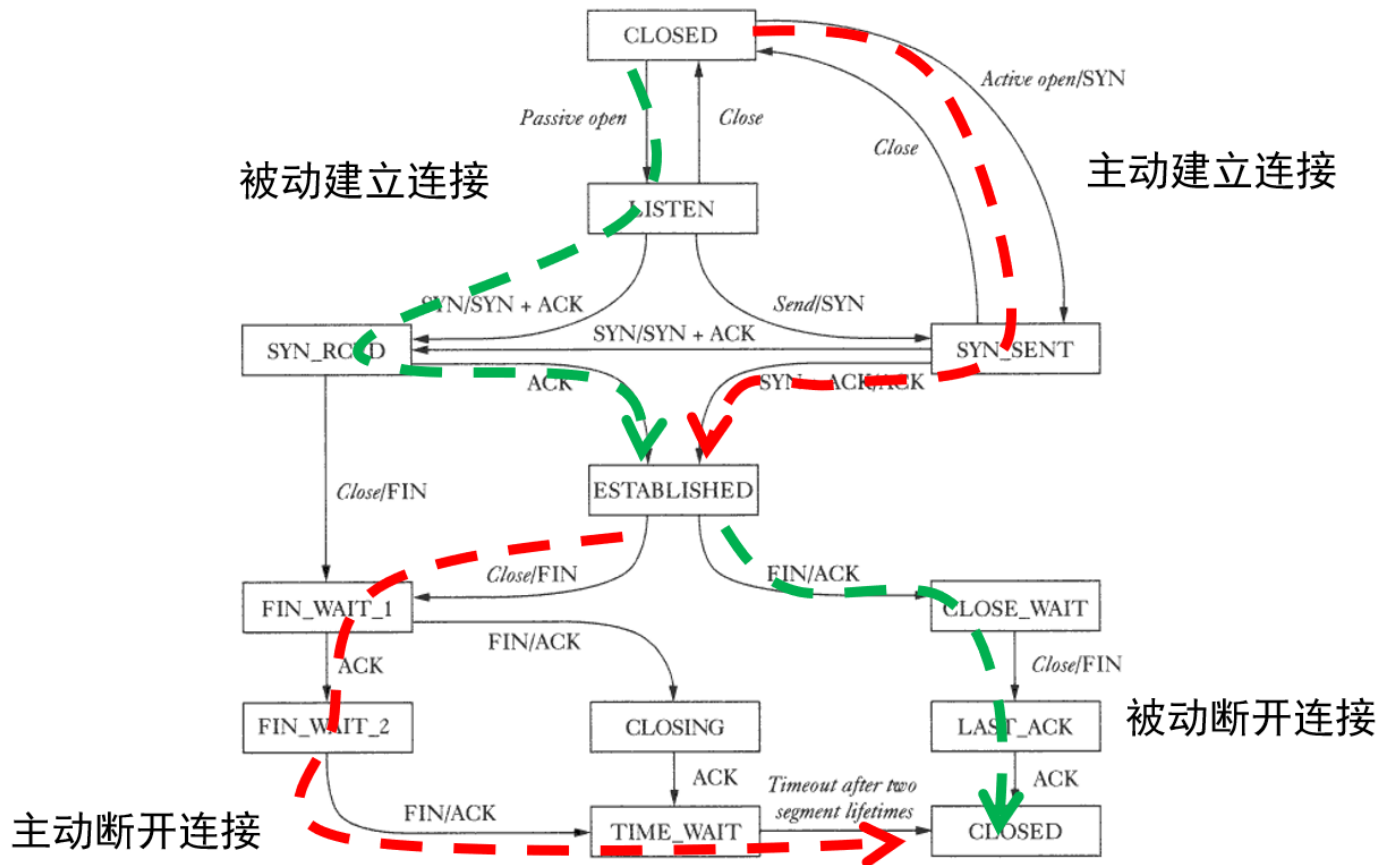 CLOSED
Active open/SYN
Passive open
Close
Close
被动建立连接
主动建立连接
LISTEN
SYN/SYN + ACK
Send/SYN
SYN/SYN + ACK
SYN_RCVD
SYN_SENT
ACK
SYN + ACK/ACK
ESTABLISHED
Close/FIN
Close/FIN
FIN/ACK
FIN_WAIT_1
CLOSE_WAIT
FIN/ACK
ACK
Close/FIN
FIN_WAIT_2
CLOSING
LAST_ACK
被动断开连接
ACK
Timeout after two
segment lifetimes
ACK
FIN/ACK
主动断开连接
TIME_WAIT
CLOSED